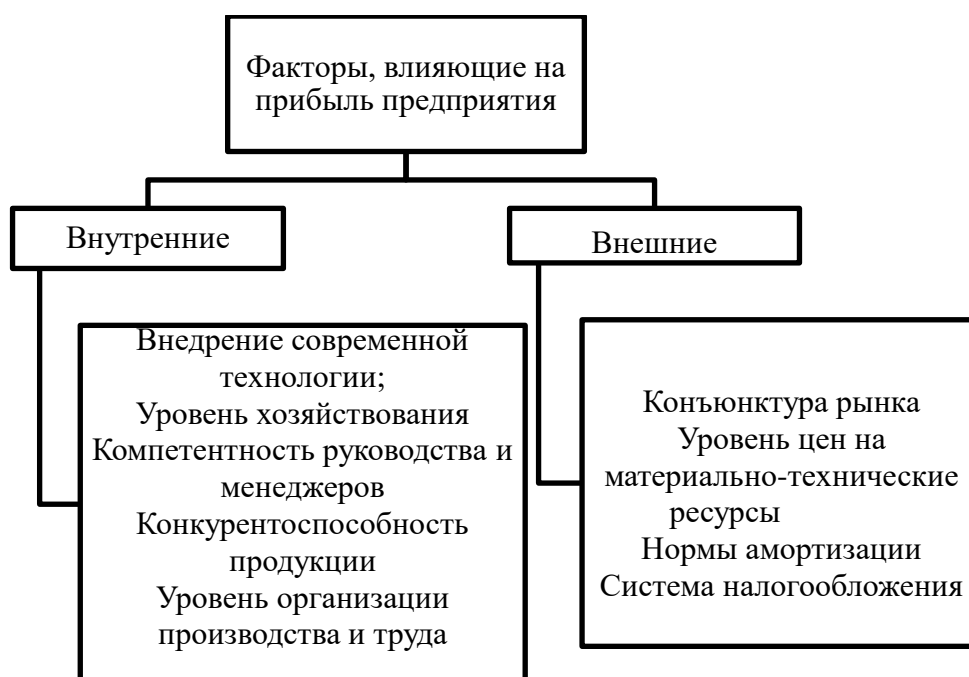 Факторы, влияющие на
прибыль предприятия
Внутренние
Внешние
Внедрение современной
технологии;
Уровень хозяйствования
Компетентность руководства и
менеджеров
Конкурентоспособность
продукции
Уровень организации
производства и труда
Конъюнктура рынка
Уровень цен на
материально-технические
ресурсы
Нормы амортизации
Система налогообложения